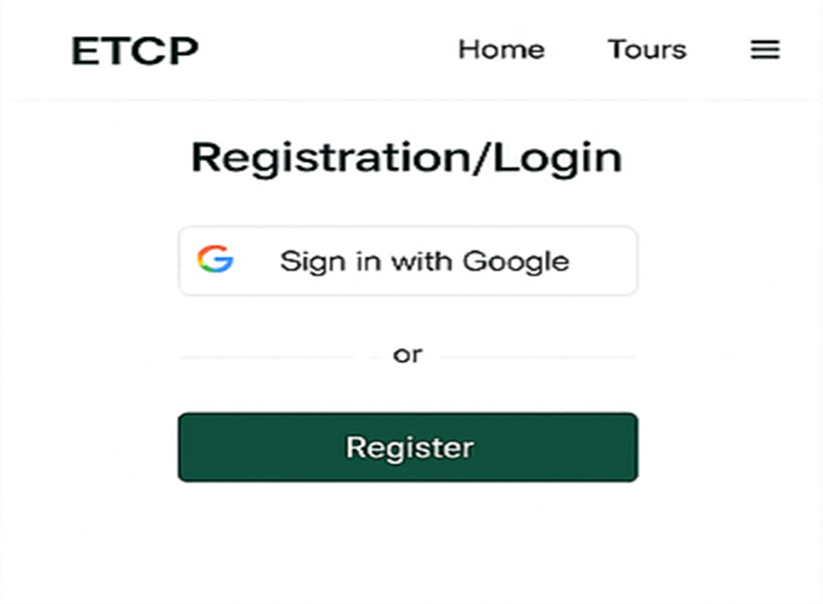 ETCP Home Tours
Registration/Login
Sign in with Google
or
Register